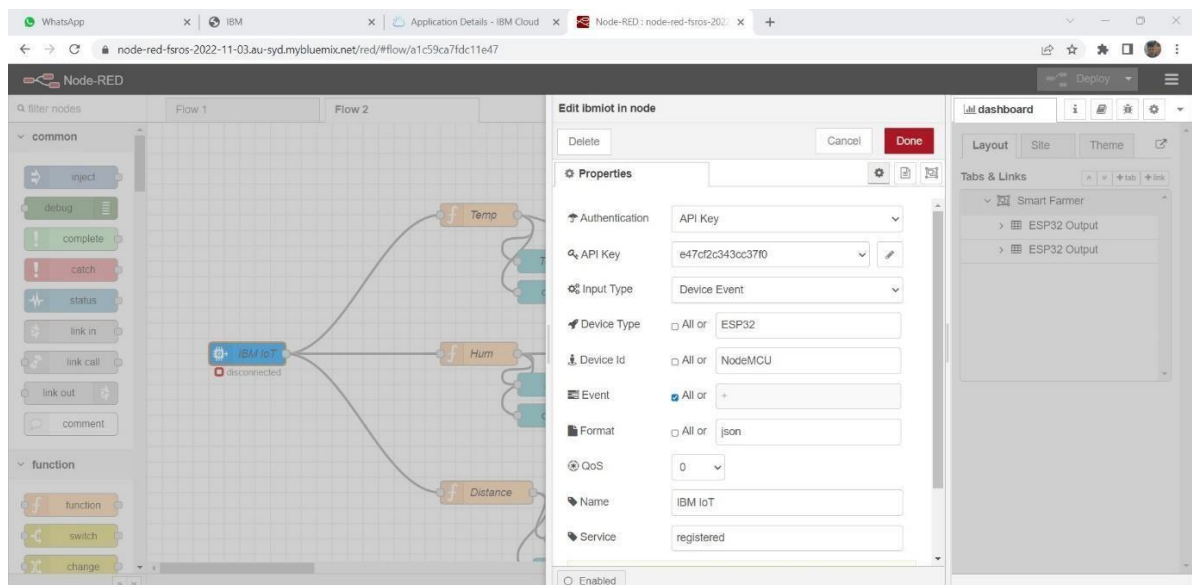 WhatsApp
IBM
Application Details - IBM Cloud
Node-RED : node-red-fsros-202
node-red-fsros-2022-11-03.au-syd.mybluemix.net/red/#flow/a1c59ca7fdc11e47
Node-RED
Deploy
filter nodes
Flow 1
Flow 2
Edit ibmiot in node
dashboard
common
Delete
Cancel
Done
Layout
Site
Theme
inject
Properties
Tabs & Links
+tab
+link
debug
Temp
Authentication
API Key
Smart Farmer
ESP32 Output
complete
API Key
e47cf2c343cc37f0
ESP32 Output
catch
status
Input Type
Device Event
link in
Device Type
All or
ESP32
IBM IoT
disconnected
Hum
link call
Device Id
All or
NodeMCU
link out
Event
All or
+
comment
Format
All or
json
function
QoS
0
function
Distance
Name
IBM IoT
switch
Service
registered
change
Enabled